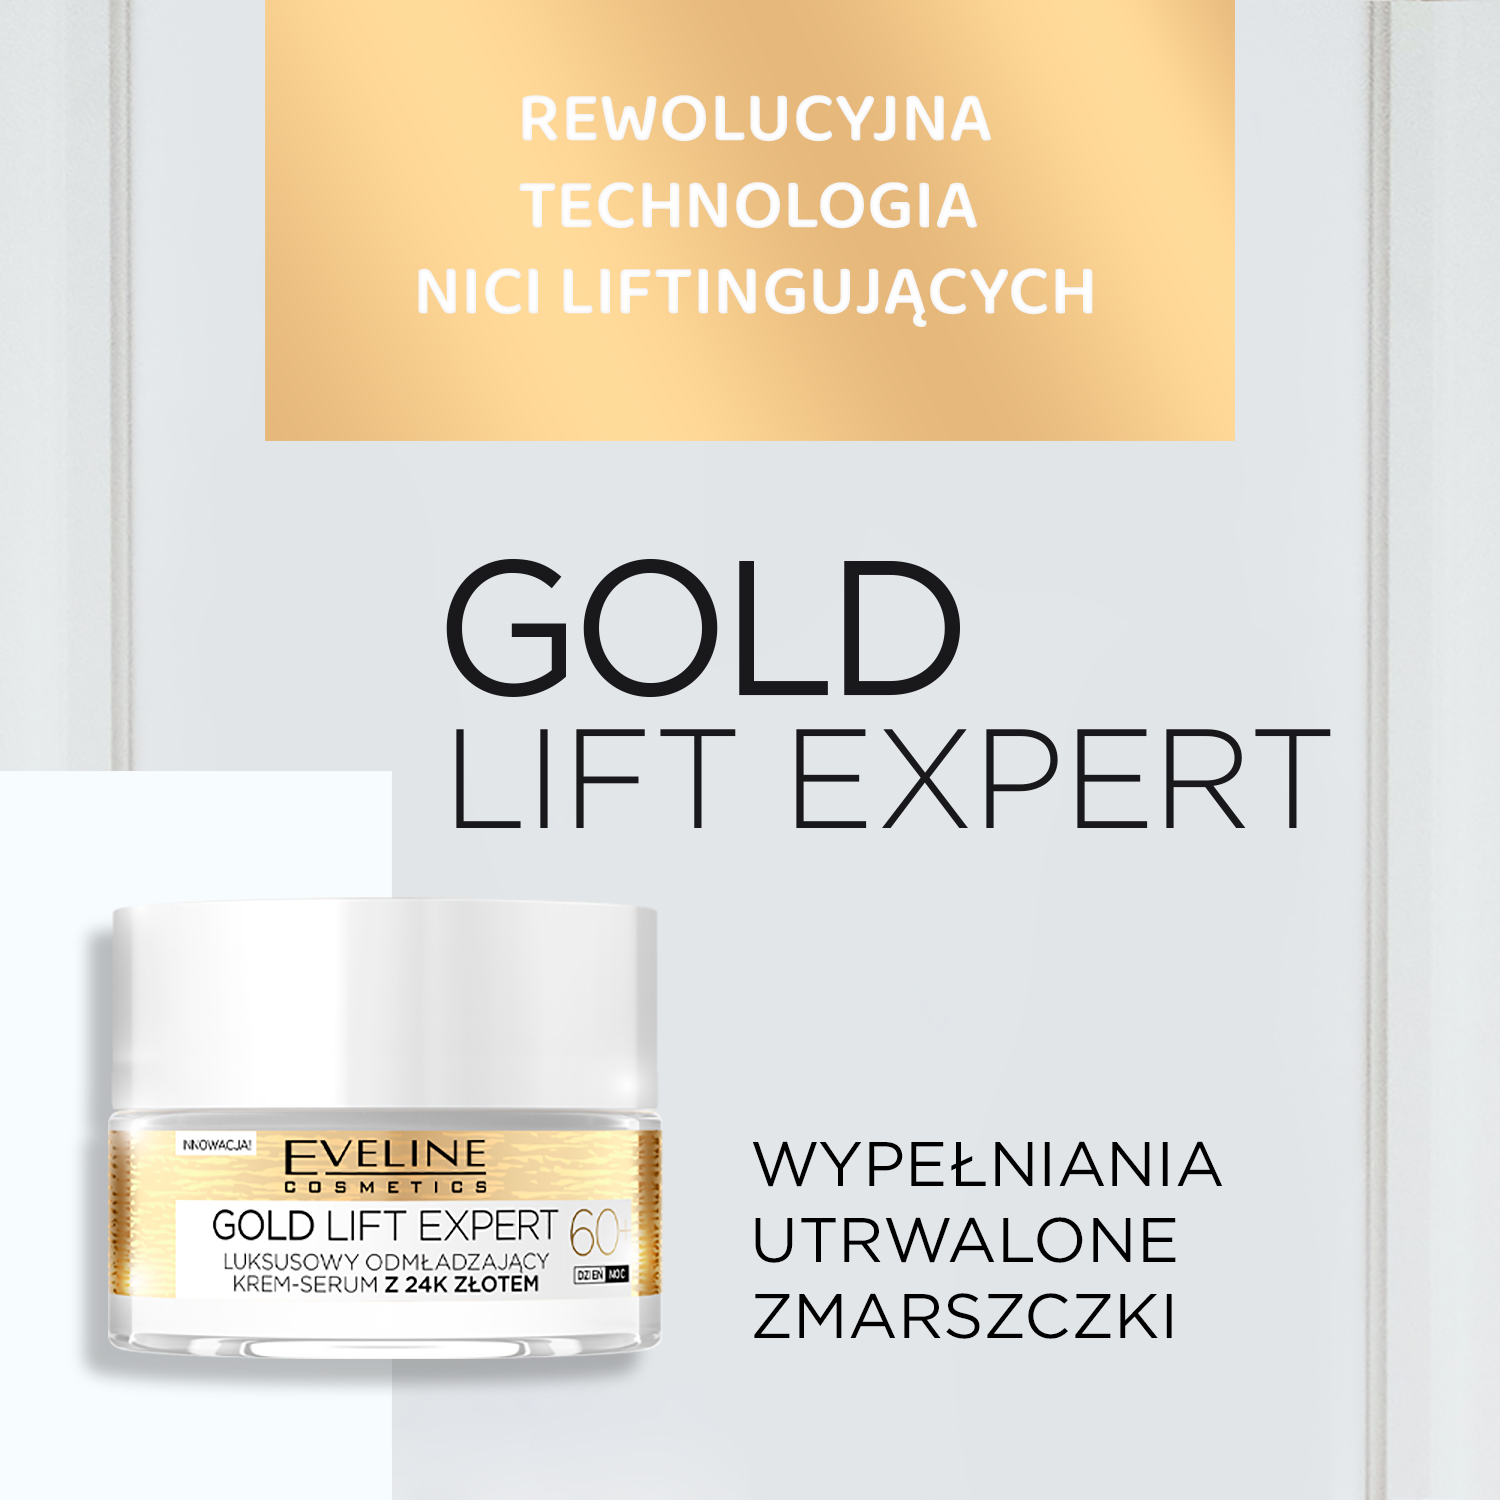 REWOLUCYJNA
TECHNOLOGIA
NICI LIFTINGUJĄCYCH
GOLD
LIFT EXPERT
INNOWACJA!
EVELINE
COSMETICS
GOLD LIFT EXPERT 60+
LUKSUSOWY ODMŁADZAJĄCY
KREM-SERUM Z 24K ZŁOTEM
DZIEŃ NOC
WYPEŁNIANIA
UTRWALONE
ZMARSZCZKI